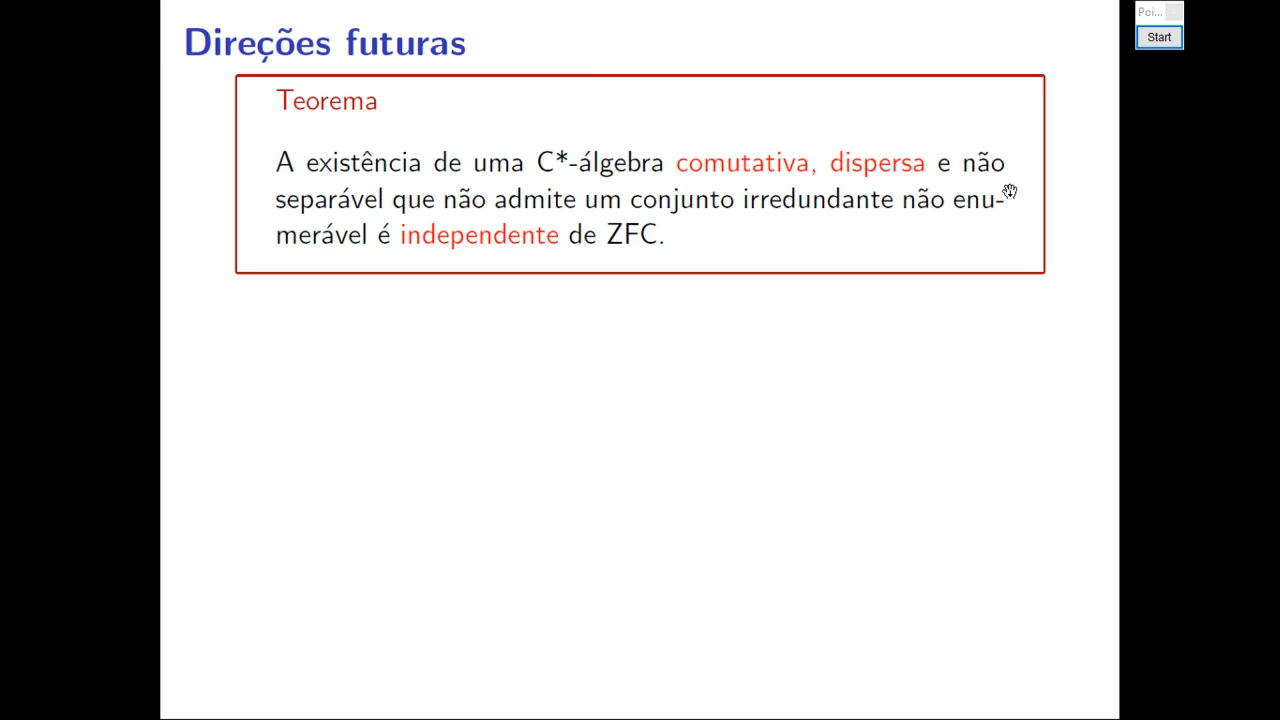 Direções futuras
Poi...
Start
Teorema
A existência de uma C*-álgebra comutativa, dispersa e não
separável que não admite um conjunto irredundante não enu-
merável é independente de ZFC.